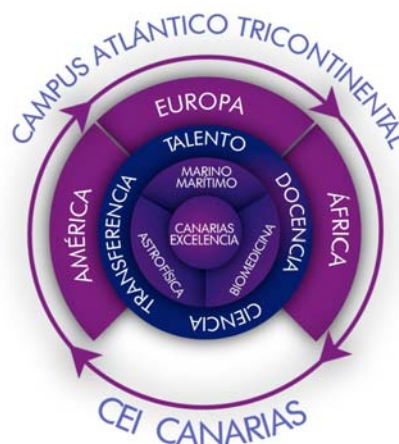 CAMPUS ATLÁNTICO TRICONTINENTAL
EUROPA
AMÉRICA
ÁFRICA
TALENTO
TRANSFERENCIA
DOCENCIA
CIENCIA
MARINO
MARÍTIMO
ASTROFÍSICA
BIOMEDICINA
CANARIAS
EXCELENCIA
CEI CANARIAS